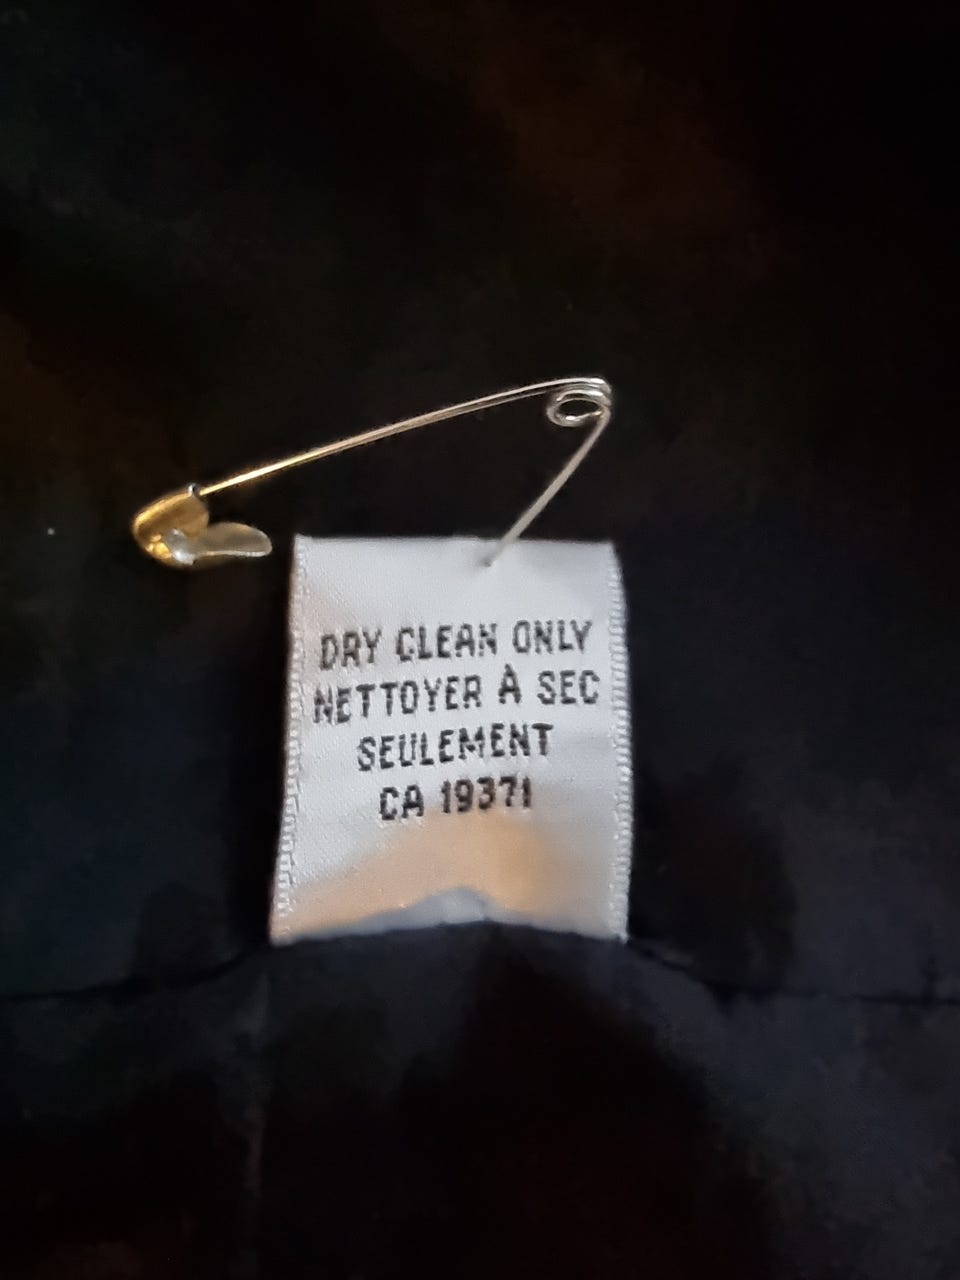 DRY CLEAN ONLY
NETTOYER À SEC
SEULEMENT
CA 19371